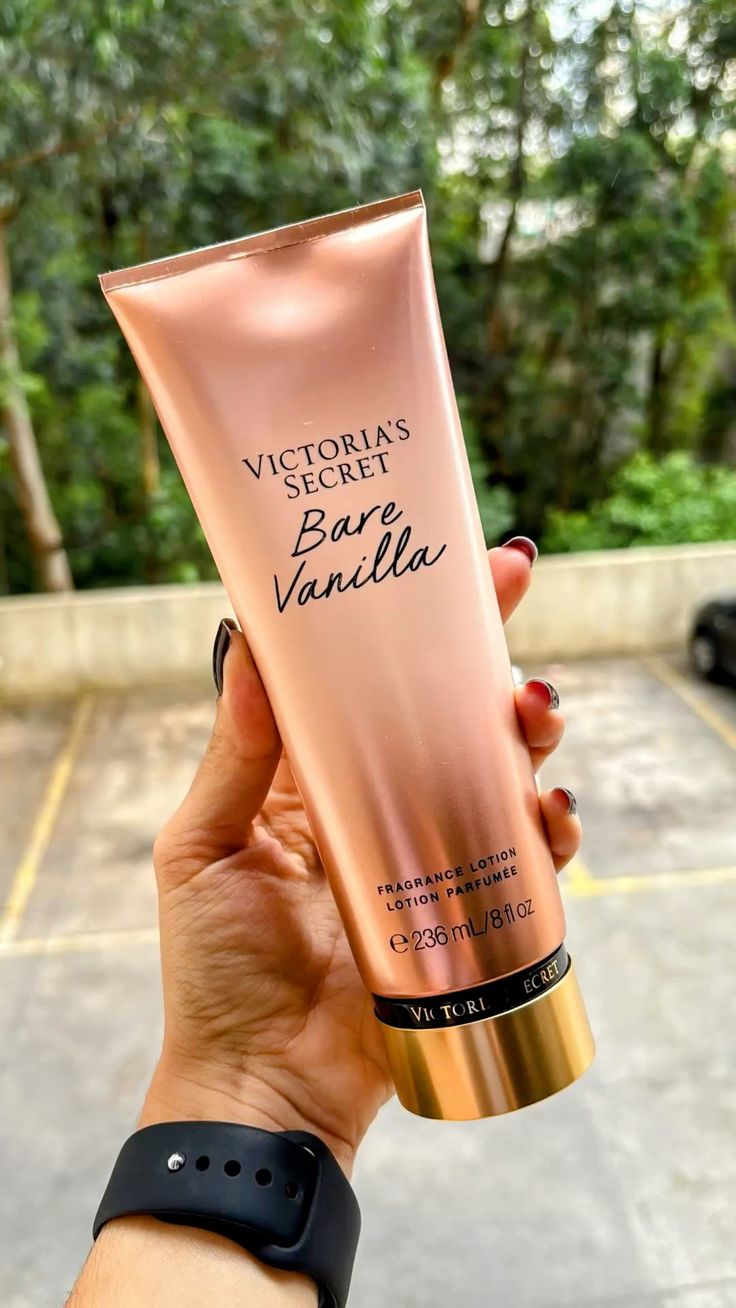 VICTORIA'S
SECRET
Bare
Vanilla
FRAGRANCE LOTION
LOTION PARFUMÉE
℮ 236 mL/8 fl oz